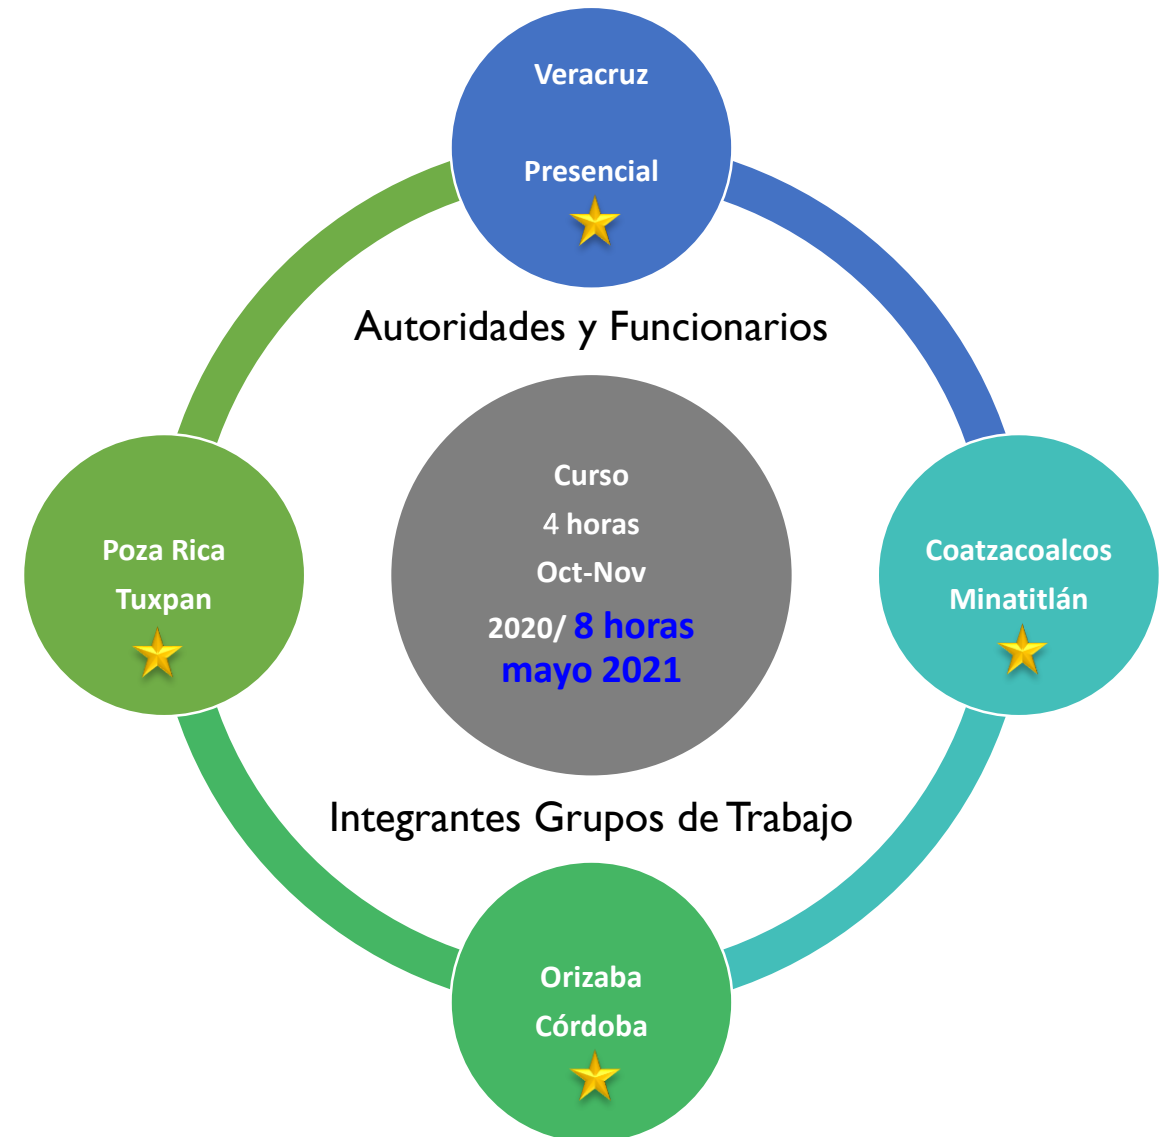 Veracruz
Presencial
Autoridades y Funcionarios
Curso
4 horas
Oct-Nov
2020/ 8 horas
mayo 2021
Poza Rica
Tuxpan
Coatzacoalcos
Minatitlán
Integrantes Grupos de Trabajo
Orizaba
Córdoba